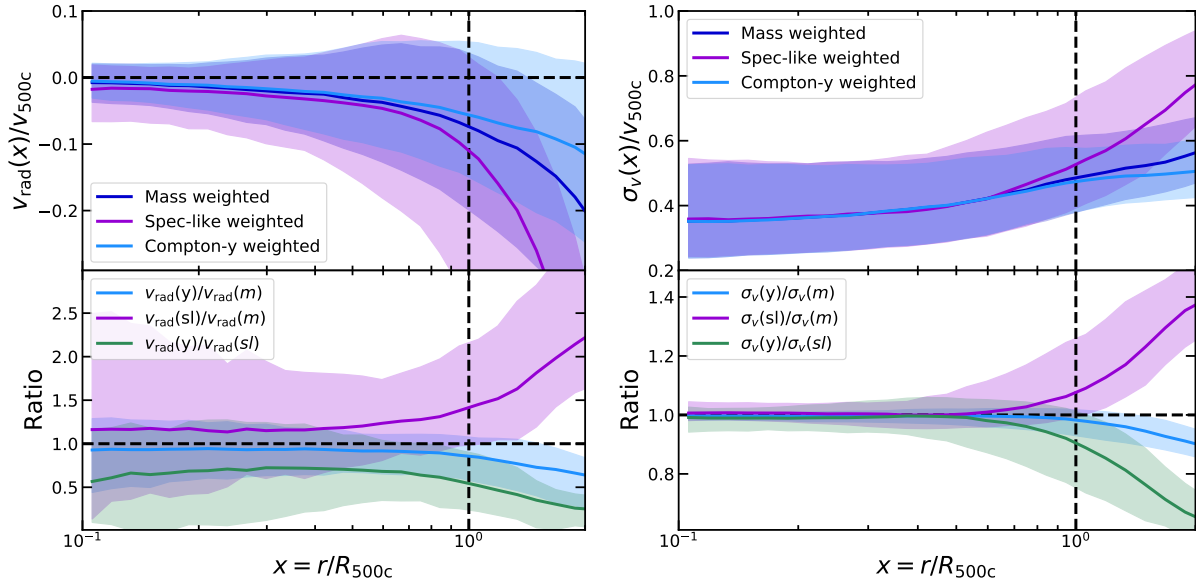 0.1
0.0
−0.1
−0.2
v_rad(x)/v_500c
Mass weighted
Spec-like weighted
Compton-y weighted
1.0
0.8
0.6
0.4
0.2
σ_v(x)/v_500c
Mass weighted
Spec-like weighted
Compton-y weighted
2.5
2.0
1.5
1.0
0.5
Ratio
v_rad(y)/v_rad(m)
v_rad(sl)/v_rad(m)
v_rad(y)/v_rad(sl)
10^−1
10^0
x = r/R_500c
1.4
1.2
1.0
0.8
Ratio
σ_v(y)/σ_v(m)
σ_v(sl)/σ_v(m)
σ_v(y)/σ_v(sl)
10^−1
10^0
x = r/R_500c